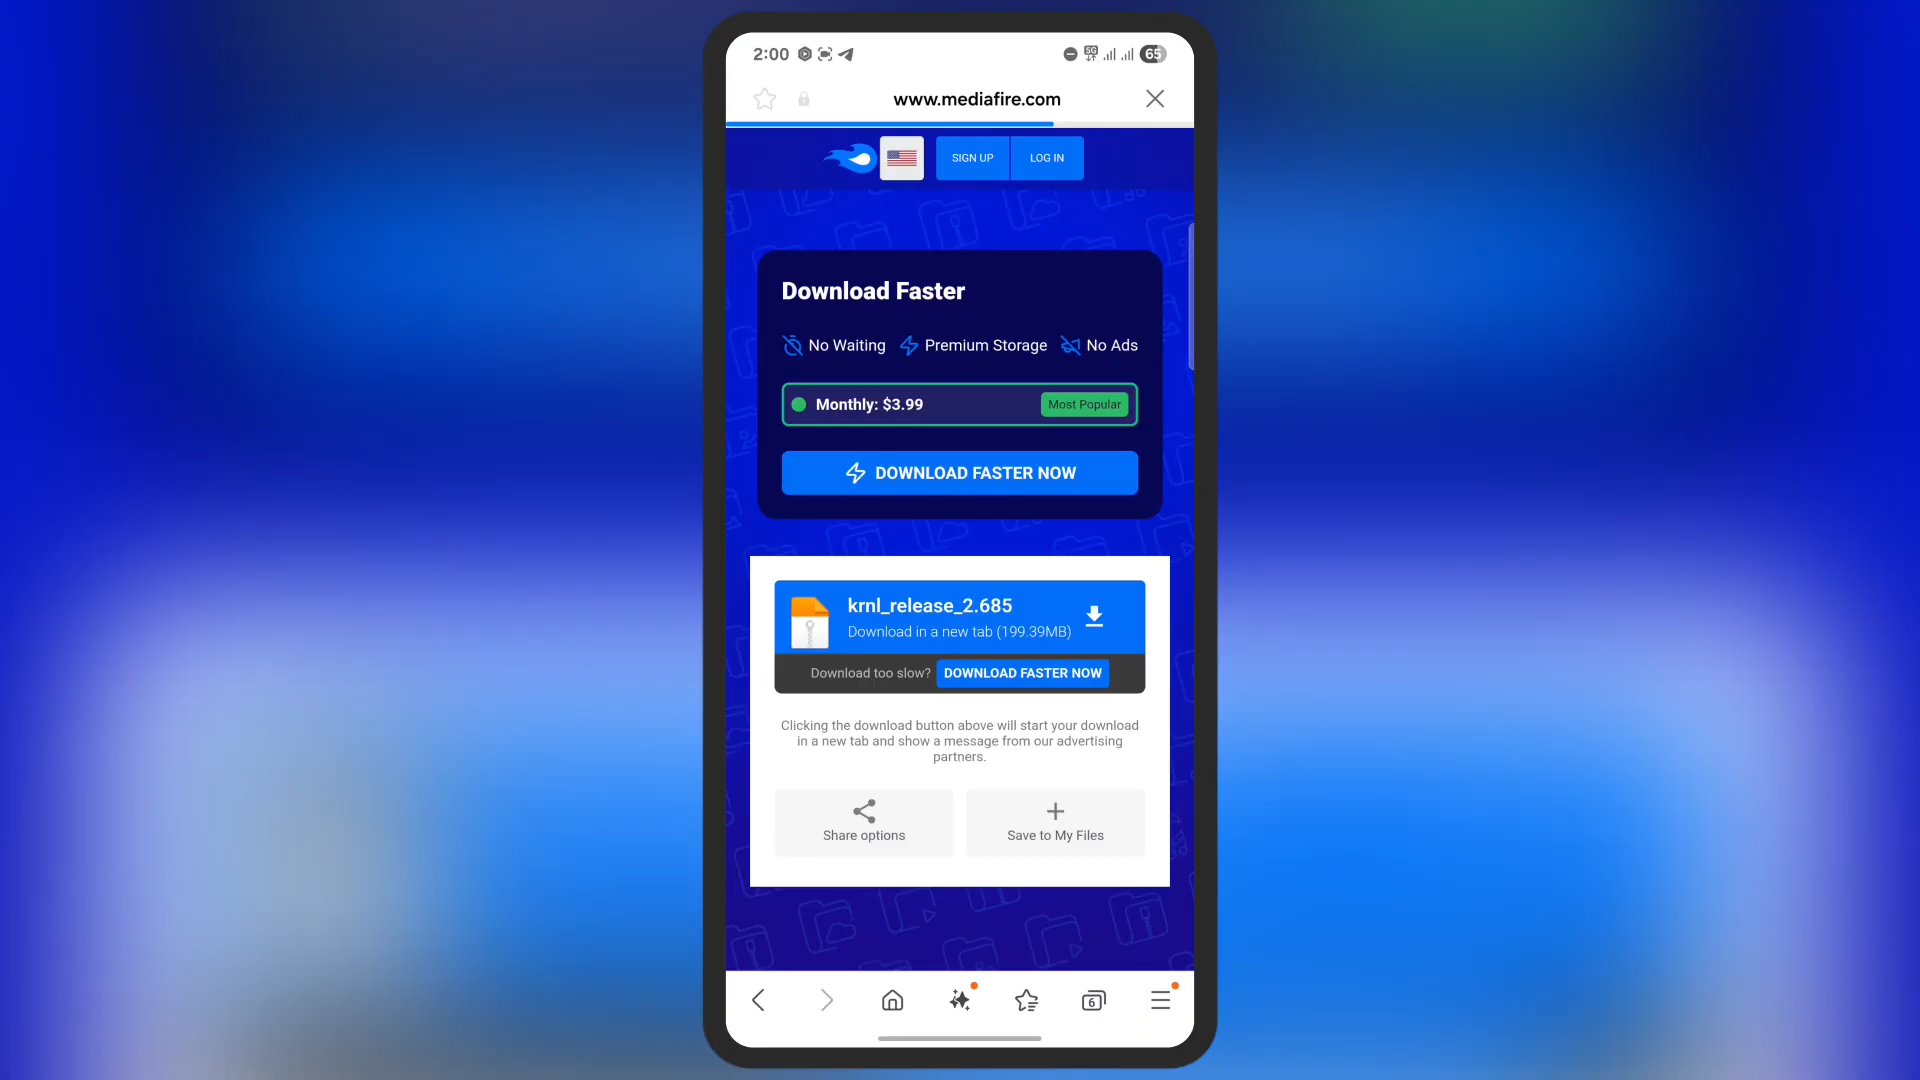 2:00
5G
65
www.mediafire.com
SIGN UP
LOG IN
Download Faster
No Waiting
Premium Storage
No Ads
Monthly: $3.99
Most Popular
DOWNLOAD FASTER NOW
krnl_release_2.685
Download in a new tab (199.39MB)
Download too slow?
DOWNLOAD FASTER NOW
Clicking the download button above will start your download
in a new tab and show a message from our advertising
partners.
Share options
Save to My Files
6